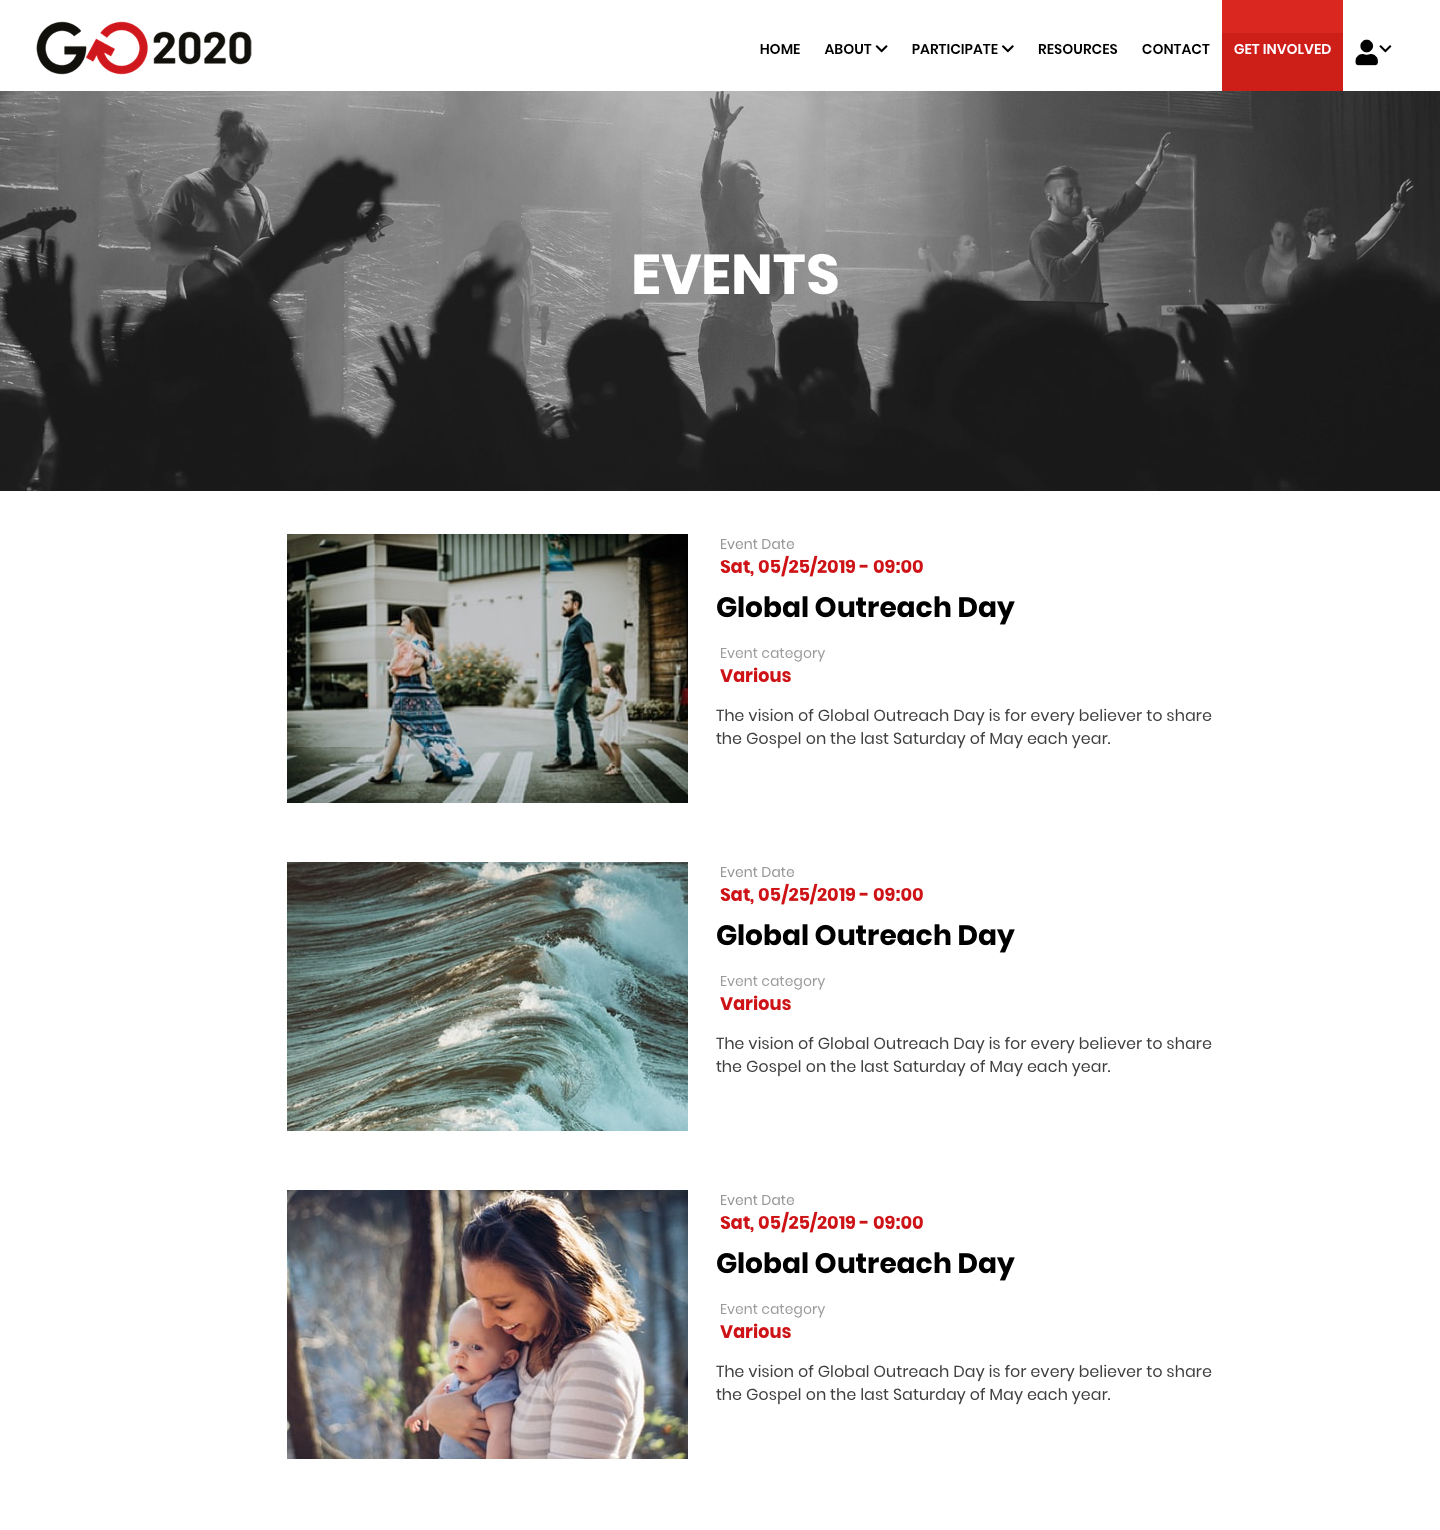 GO2020
HOME ABOUT PARTICIPATE RESOURCES CONTACT GET INVOLVED
EVENTS
Event Date
Sat, 05/25/2019 - 09:00
Global Outreach Day
Event category
Various
The vision of Global Outreach Day is for every believer to share
the Gospel on the last Saturday of May each year.
Event Date
Sat, 05/25/2019 - 09:00
Global Outreach Day
Event category
Various
The vision of Global Outreach Day is for every believer to share
the Gospel on the last Saturday of May each year.
Event Date
Sat, 05/25/2019 - 09:00
Global Outreach Day
Event category
Various
The vision of Global Outreach Day is for every believer to share
the Gospel on the last Saturday of May each year.